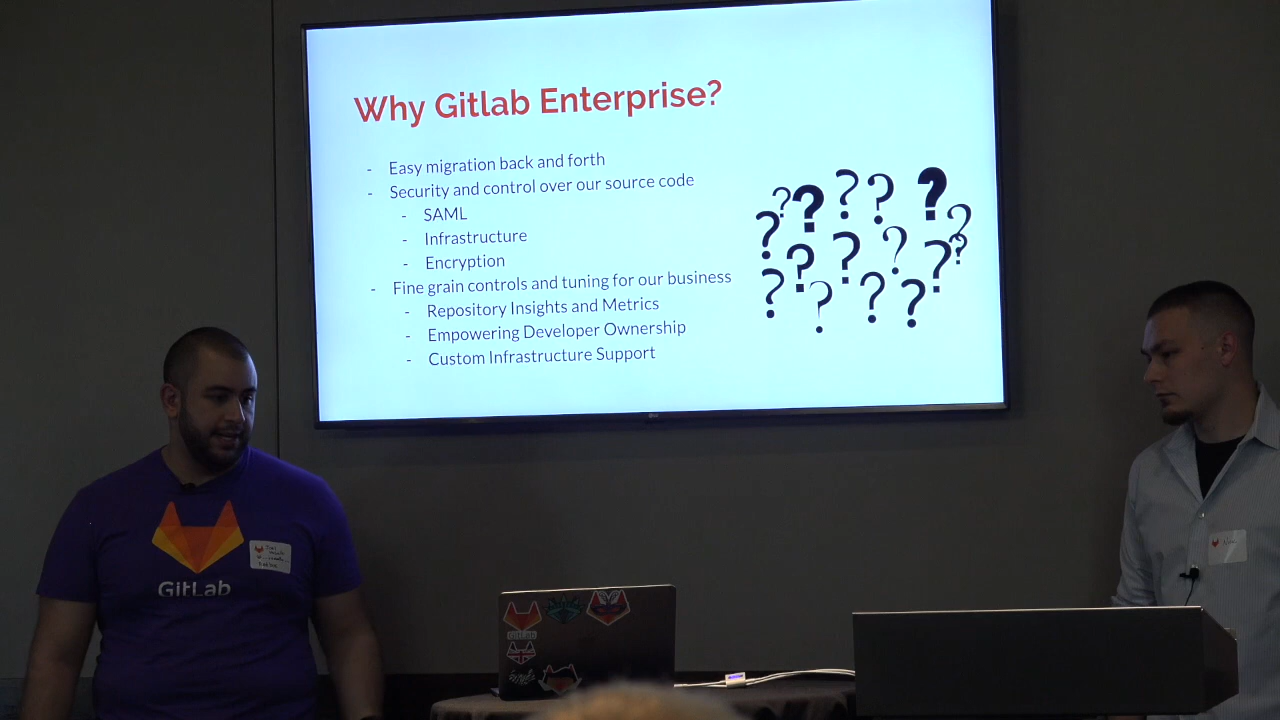 Why Gitlab Enterprise?
- Easy migration back and forth
- Security and control over our source code
- SAML
- Infrastructure
- Encryption
- Fine grain controls and tuning for our business
- Repository Insights and Metrics
- Empowering Developer Ownership
- Custom Infrastructure Support
? ? ? ? ? ? ? ? ? ? ? ? ? ? ? ? ?
GitLab
GitLab